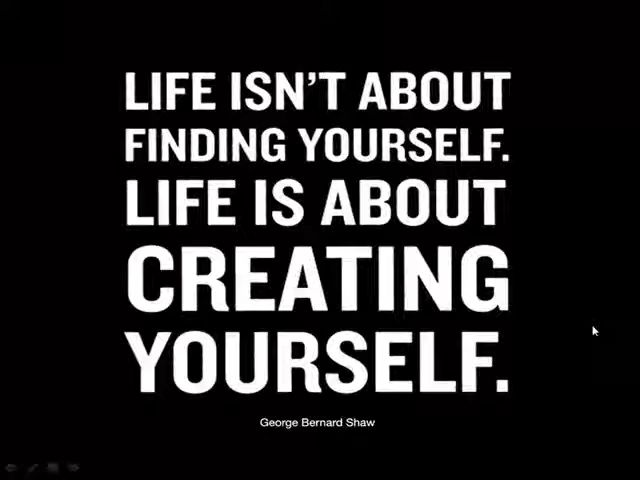 LIFE ISN'T ABOUT
FINDING YOURSELF.
LIFE IS ABOUT
CREATING
YOURSELF.
George Bernard Shaw